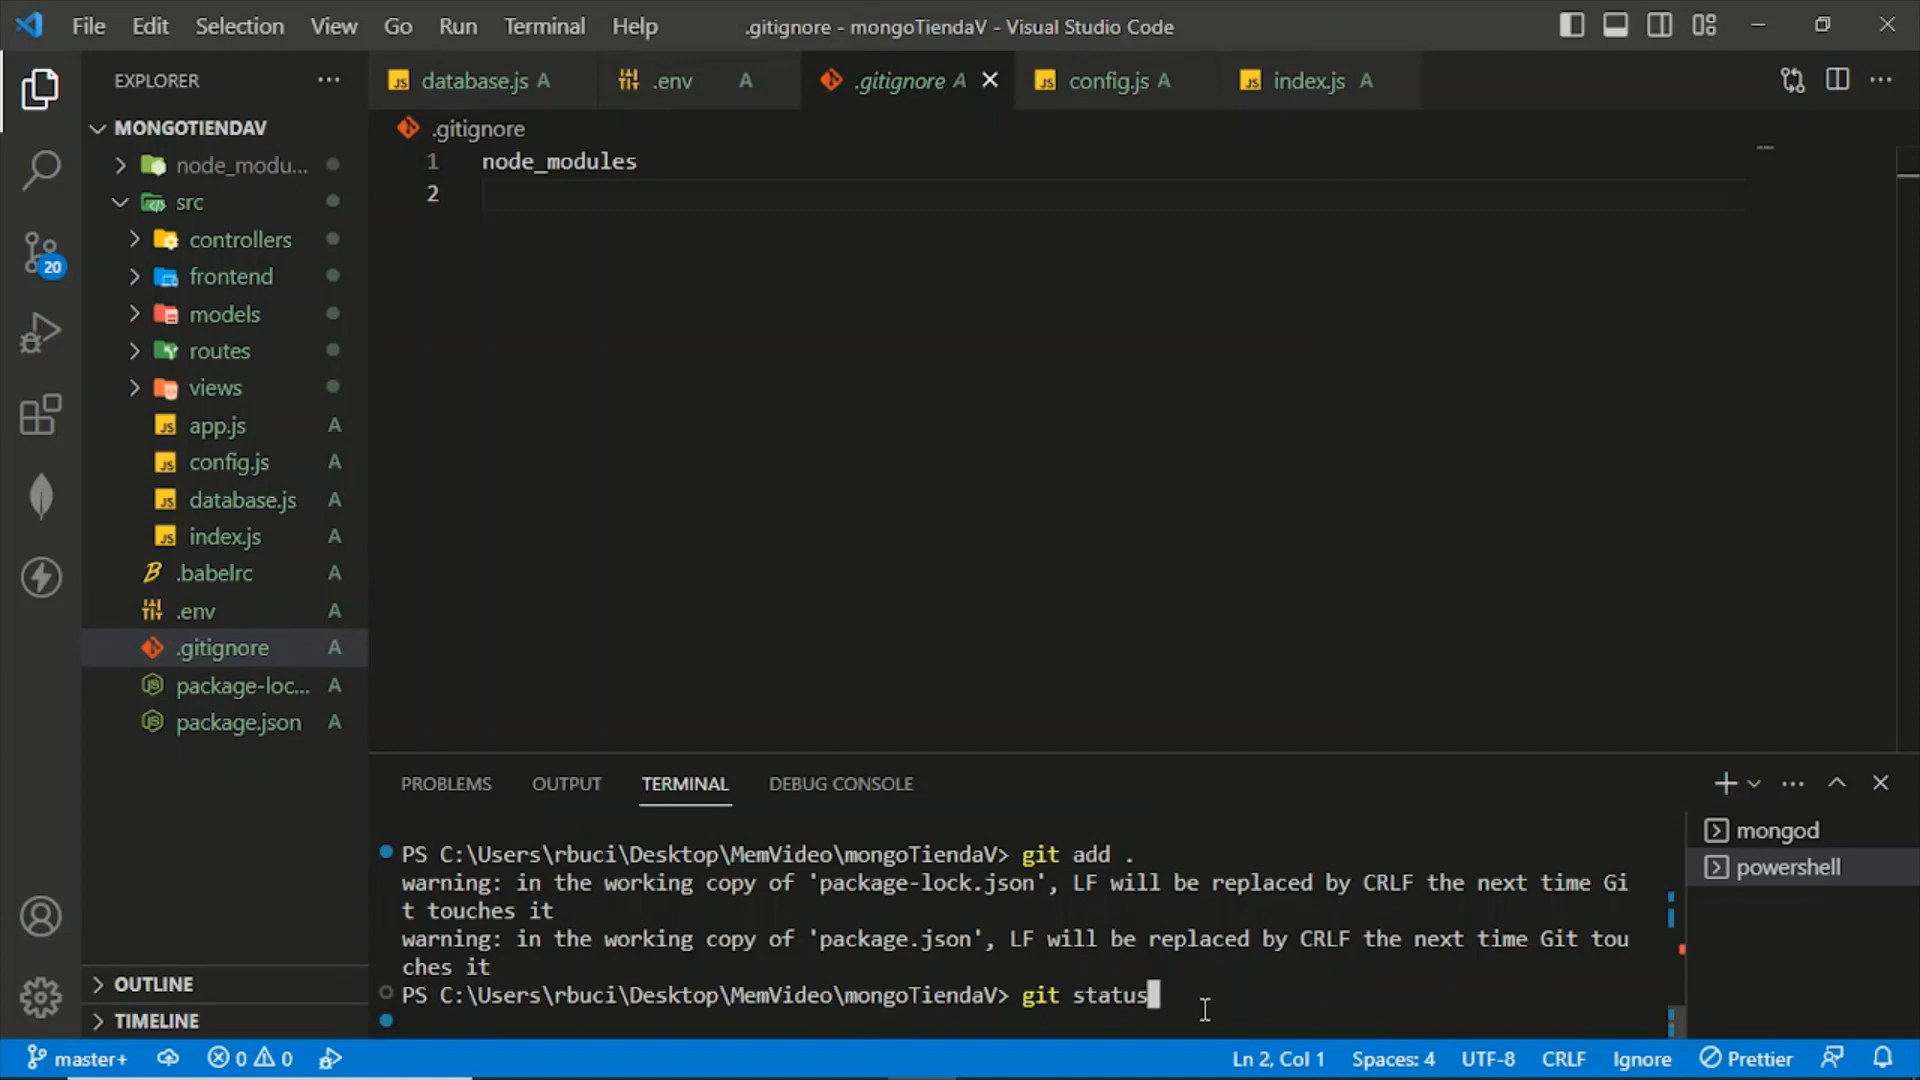 File Edit Selection View Go Run Terminal Help .gitignore - mongoTiendaV - Visual Studio Code
EXPLORER
database.js A .env A .gitignore A config.js A index.js A
MONGOTIENDAV
.gitignore
node_modu...
1 node_modules
2
src
controllers
20
frontend
models
routes
views
app.js A
config.js A
database.js A
index.js A
.babelrc A
.env A
.gitignore A
package-loc... A
package.json A
PROBLEMS OUTPUT TERMINAL DEBUG CONSOLE
mongod
powershell
PS C:\Users\rbuci\Desktop\MemVideo\mongoTiendaV> git add .
warning: in the working copy of 'package-lock.json', LF will be replaced by CRLF the next time Gi
t touches it
warning: in the working copy of 'package.json', LF will be replaced by CRLF the next time Git tou
ches it
PS C:\Users\rbuci\Desktop\MemVideo\mongoTiendaV> git status
OUTLINE
TIMELINE
master+ 0 0 Ln 2, Col 1 Spaces: 4 UTF-8 CRLF Ignore Prettier